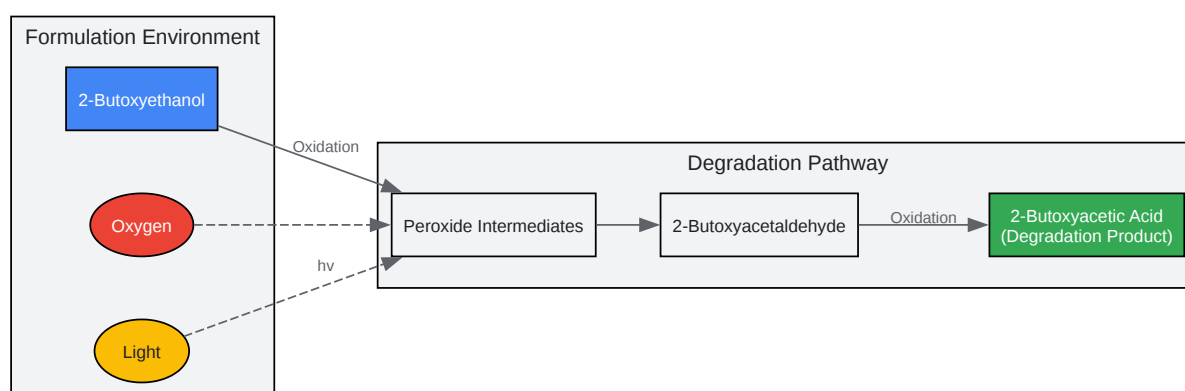 Formulation Environment
2-Butoxyethanol
Oxidation
Oxygen
hv
Light
Degradation Pathway
Peroxide Intermediates
2-Butoxyacetaldehyde
Oxidation
2-Butoxyacetic Acid
(Degradation Product)